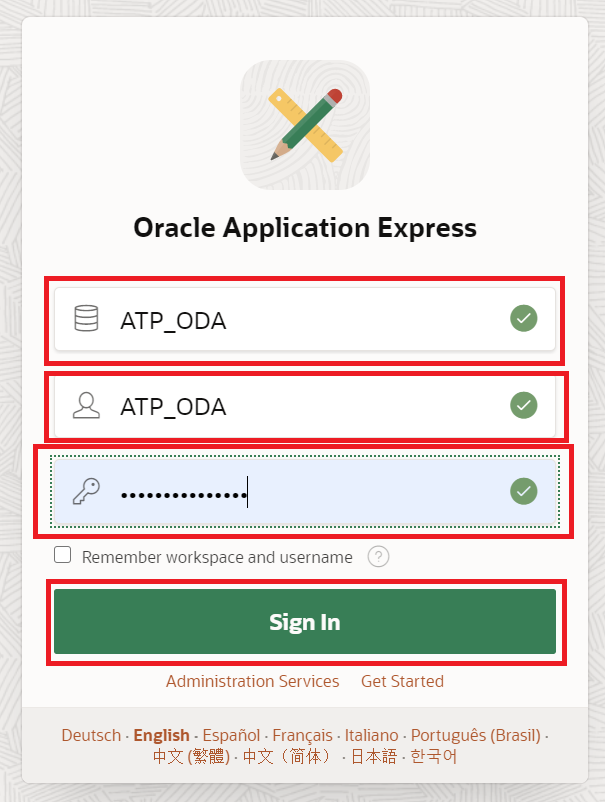 Oracle Application Express
ATP_ODA
ATP_ODA
•••••••••••••••
Remember workspace and username ?
Sign In
Administration Services Get Started
Deutsch · English · Español · Français · Italiano · Português (Brasil) ·
中文 (繁體) · 中文（简体） · 日本語 · 한국어